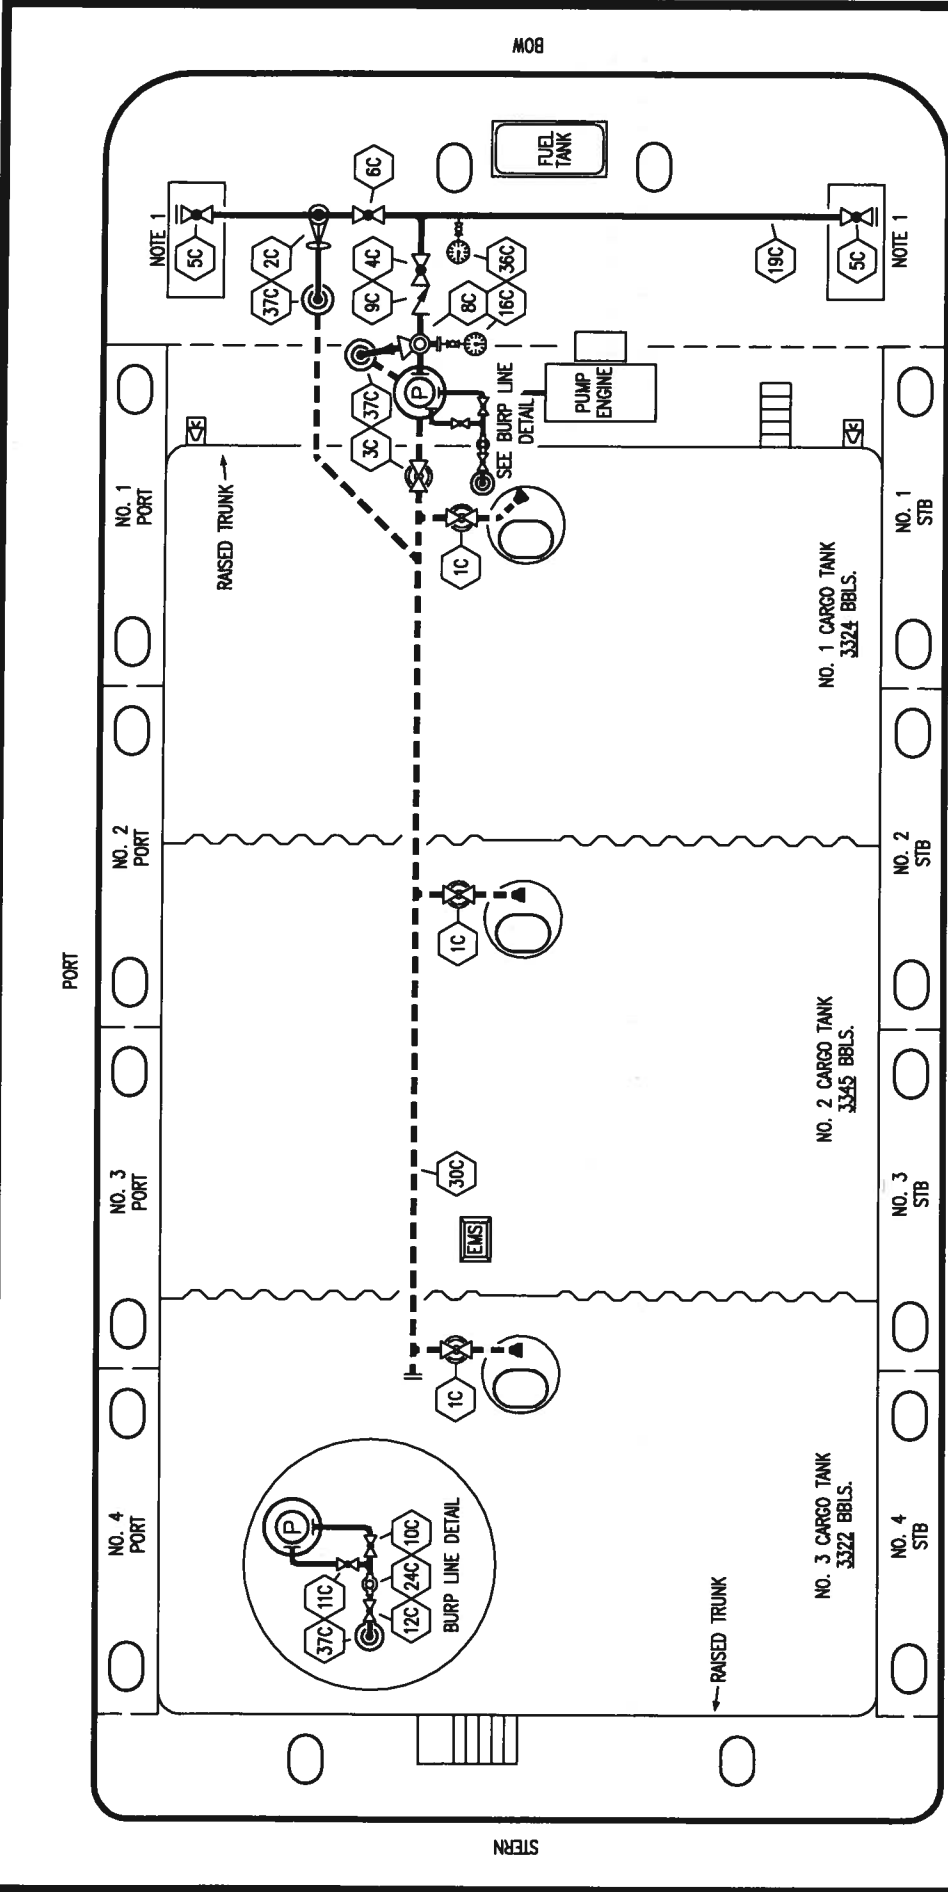 BOW
FUEL
TANK
NOTE 1
5C
2C
37C
6C
4C
9C
8C
36C
16C
19C
5C
NOTE 1
P
37C
3C
PUMP
ENGINE
SEE BURP LINE
DETAIL
1C
RAISED TRUNK
NO. 1
PORT
NO. 1
STB
NO. 1 CARGO TANK
3324 BBLS.
NO. 2
PORT
NO. 2
STB
PORT
1C
NO. 2 CARGO TANK
3345 BBLS.
NO. 3
PORT
NO. 3
STB
30C
EMS
1C
NO. 3 CARGO TANK
3322 BBLS.
NO. 4
PORT
NO. 4
STB
P
37C
11C
12C
24C
10C
BURP LINE DETAIL
RAISED TRUNK
STERN